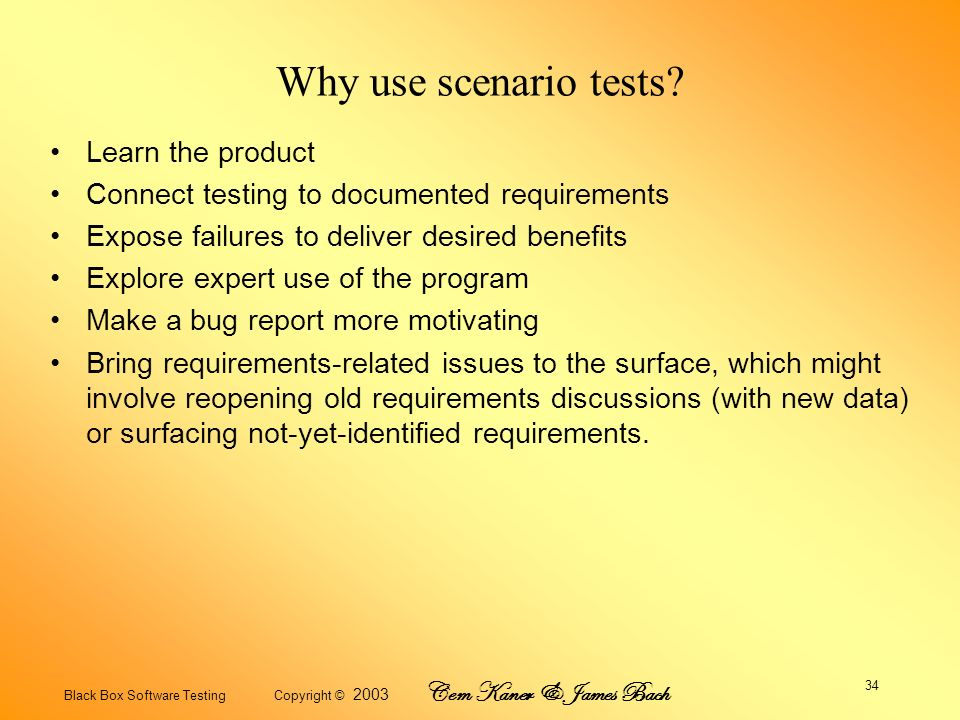 Why use scenario tests?
• Learn the product
• Connect testing to documented requirements
• Expose failures to deliver desired benefits
• Explore expert use of the program
• Make a bug report more motivating
• Bring requirements-related issues to the surface, which might
involve reopening old requirements discussions (with new data)
or surfacing not-yet-identified requirements.
Black Box Software Testing Copyright © 2003 Cem Kaner & James Bach
34